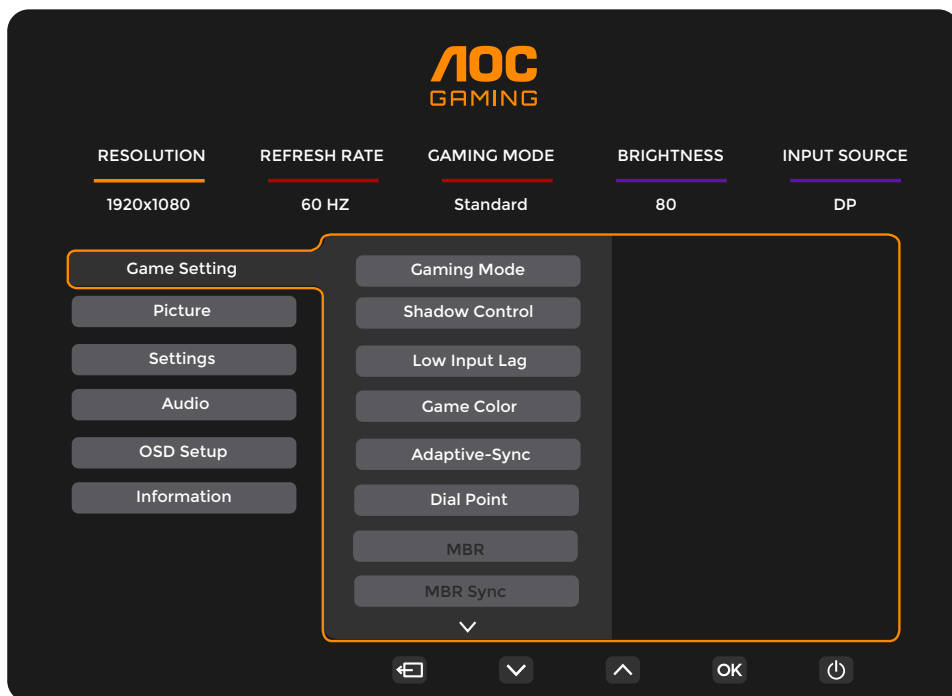 AOC
GAMING
RESOLUTION REFRESH RATE GAMING MODE BRIGHTNESS INPUT SOURCE
1920x1080 60 HZ Standard 80 DP
Game Setting
Picture
Settings
Audio
OSD Setup
Information
Gaming Mode
Shadow Control
Low Input Lag
Game Color
Adaptive-Sync
Dial Point
MBR
MBR Sync
OK